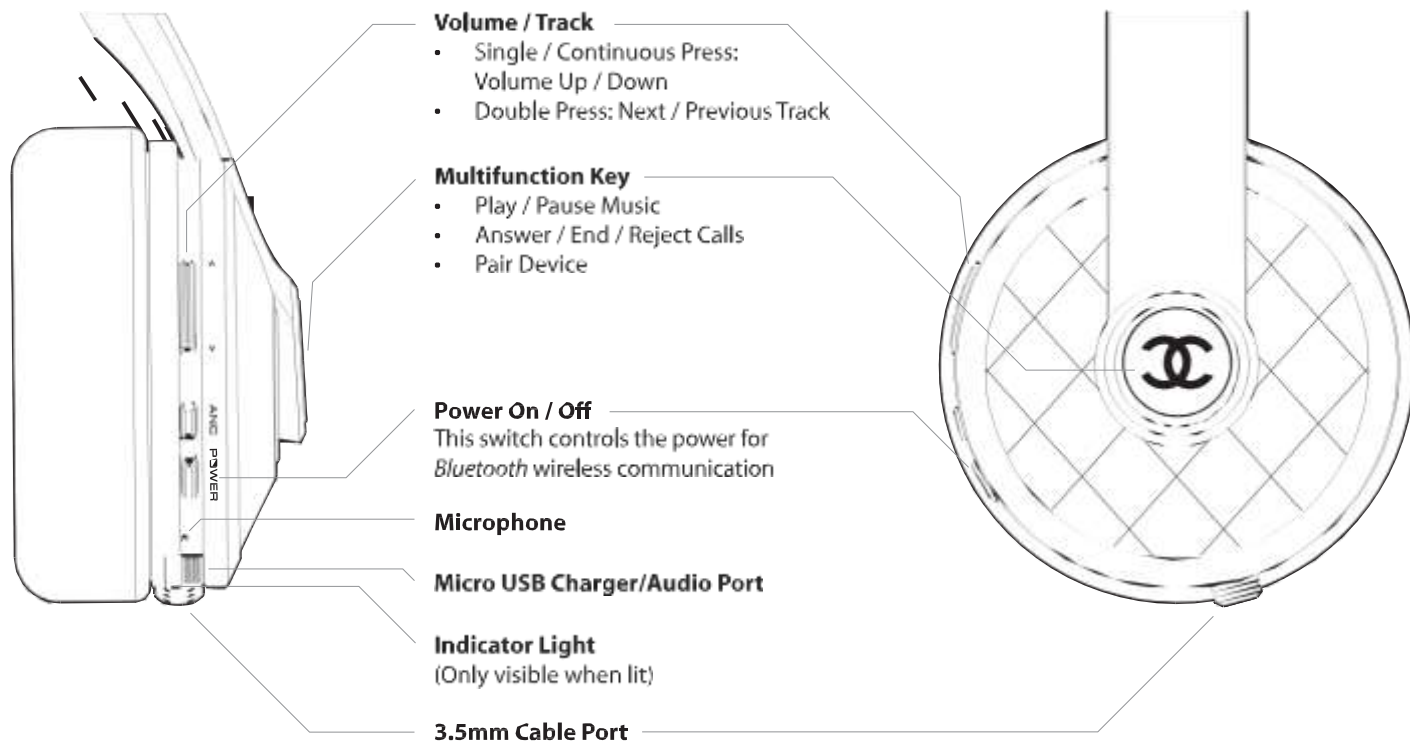 Volume / Track
• Single / Continuous Press:
Volume Up / Down
• Double Press: Next / Previous Track
Multifunction Key
• Play / Pause Music
• Answer / End / Reject Calls
• Pair Device
Power On / Off
This switch controls the power for
Bluetooth wireless communication
Microphone
Micro USB Charger/Audio Port
Indicator Light
(Only visible when lit)
3.5mm Cable Port
ANC
POWER